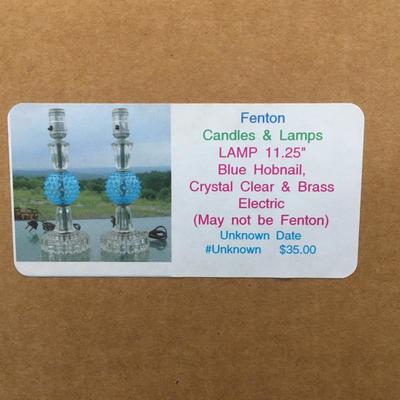 Fenton
Candles & Lamps
LAMP 11.25"
Blue Hobnail,
Crystal Clear & Brass
Electric
(May not be Fenton)
Unknown Date
#Unknown $35.00